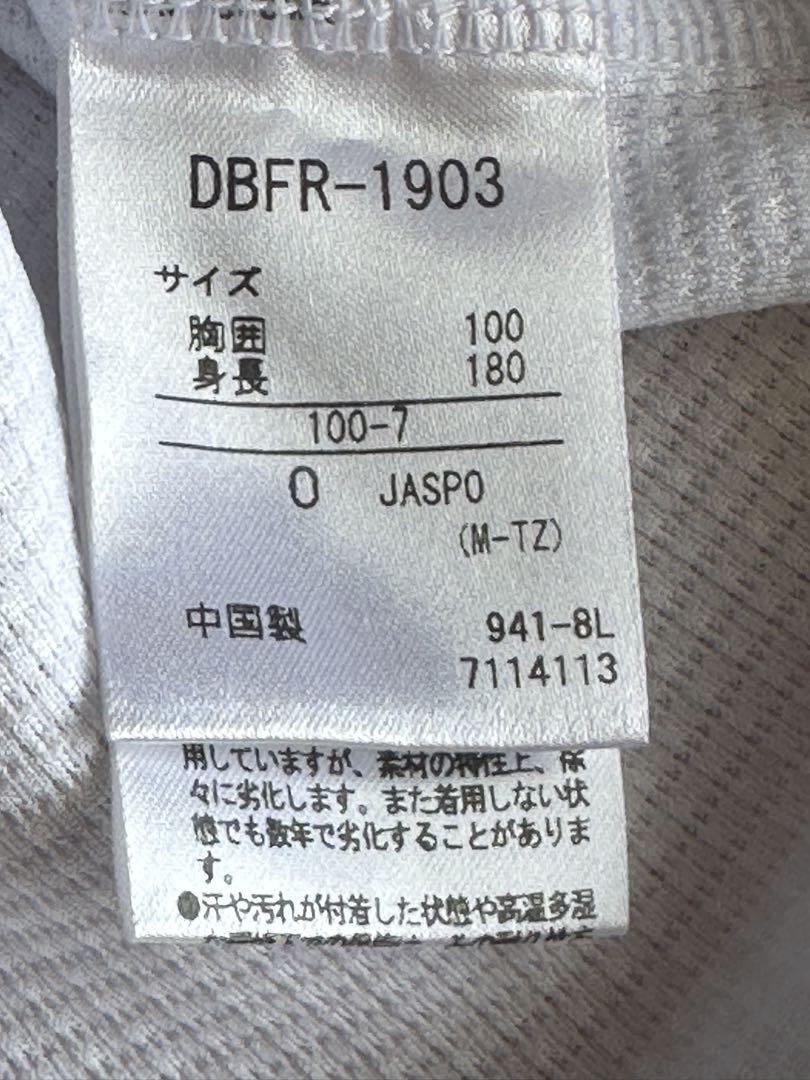 DBFR-1903
サイズ
胸囲 100
身長 180
100-7
O JASPO
(M-TZ)
中国製 941-8L
7114113
用していますが、素材の特性上、徐
々に劣化します。また着用しない状
態でも数年で劣化することがありま
す。
●汗や汚れが付着した状態や高温多湿